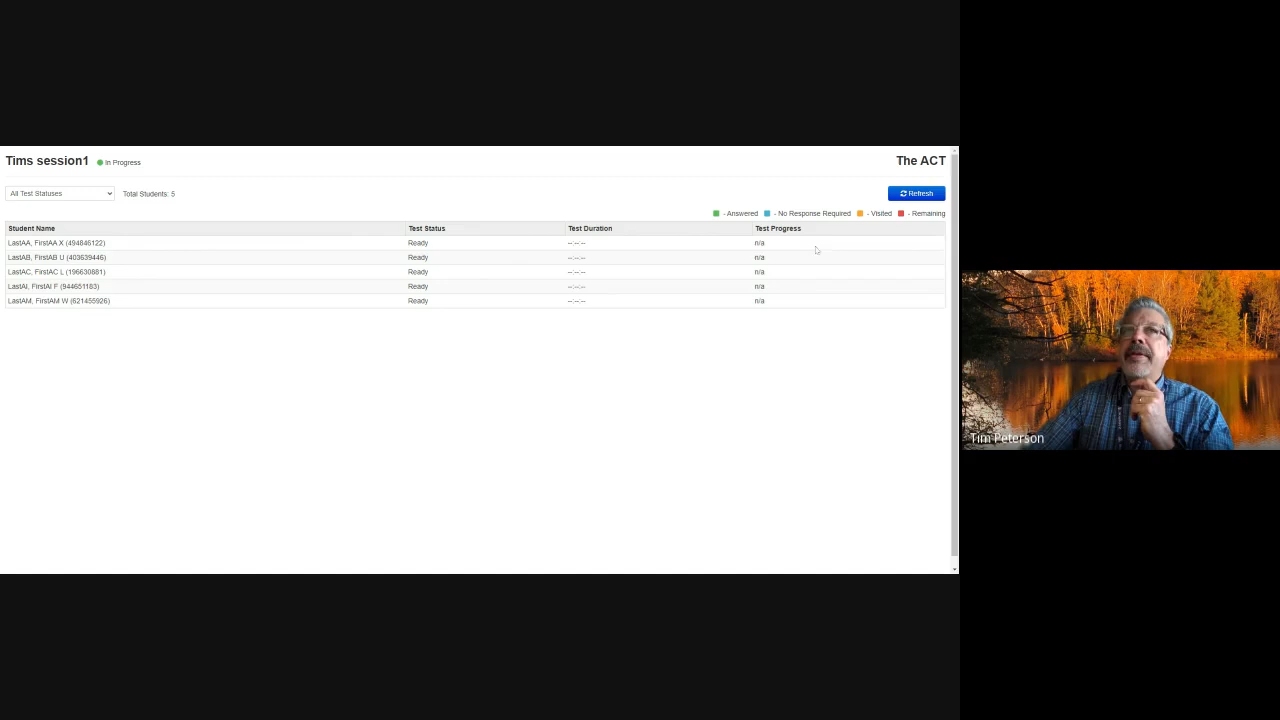 Tims session1 In Progress The ACT
All Test Statuses Total Students: 5 Refresh
- Answered - No Response Required - Visited - Remaining
Student Name Test Status Test Duration Test Progress
LastAA, FirstAA X (494846122) Ready --:--:-- n/a
LastAB, FirstAB U (403639446) Ready --:--:-- n/a
LastAC, FirstAC L (196630881) Ready --:--:-- n/a
LastAI, FirstAI F (944651183) Ready --:--:-- n/a
LastAM, FirstAM W (621455926) Ready --:--:-- n/a
Tim Peterson